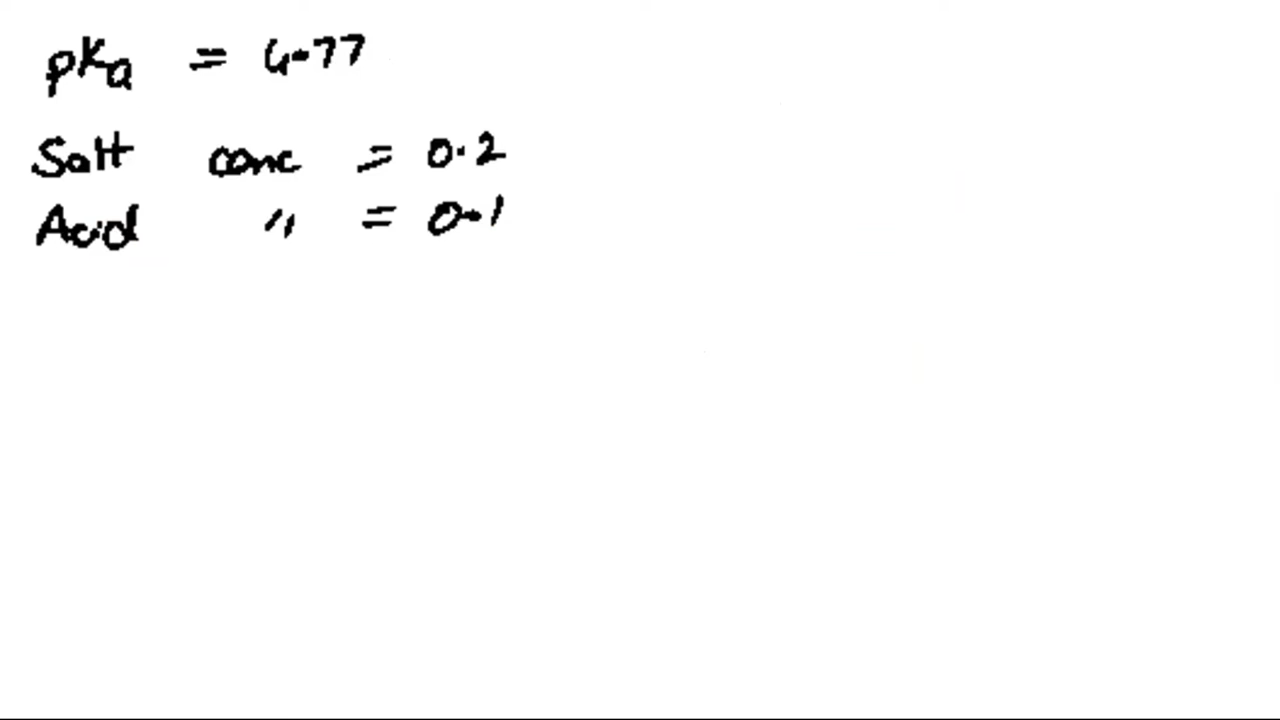 pKa = 4.77
Salt conc = 0.2
Acid " = 0.1